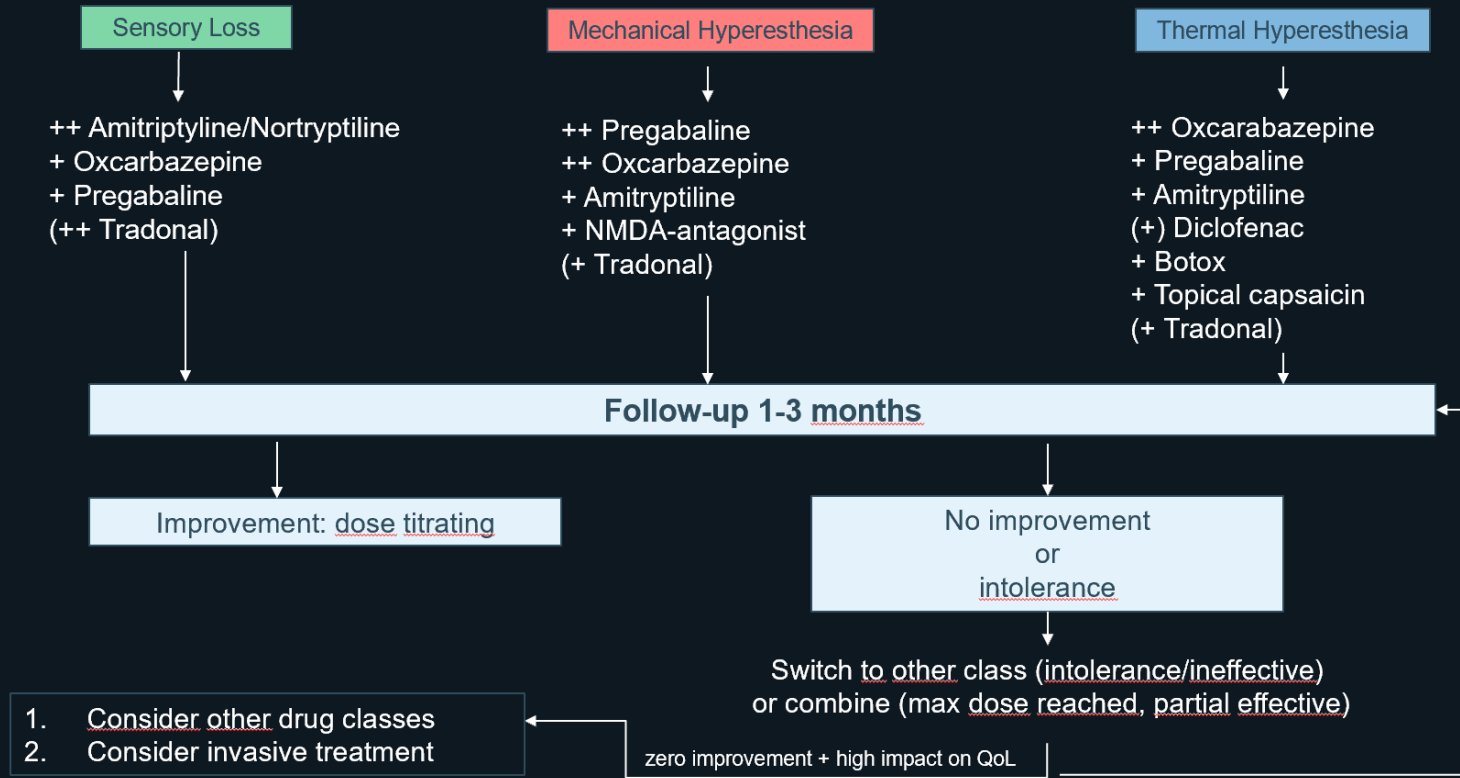 Sensory Loss
++ Amitriptyline/Nortryptiline
+ Oxcarbazepine
+ Pregabaline
(++ Tradonal)
Mechanical Hyperesthesia
++ Pregabaline
++ Oxcarbazepine
+ Amitryptiline
+ NMDA-antagonist
(+ Tradonal)
Thermal Hyperesthesia
++ Oxcarabazepine
+ Pregabaline
+ Amitryptiline
(+) Diclofenac
+ Botox
+ Topical capsaicin
(+ Tradonal)
Follow-up 1-3 months
Improvement: dose titrating
No improvement
or
intolerance
Switch to other class (intolerance/ineffective)
or combine (max dose reached, partial effective)
zero improvement + high impact on QoL
1. Consider other drug classes
2. Consider invasive treatment